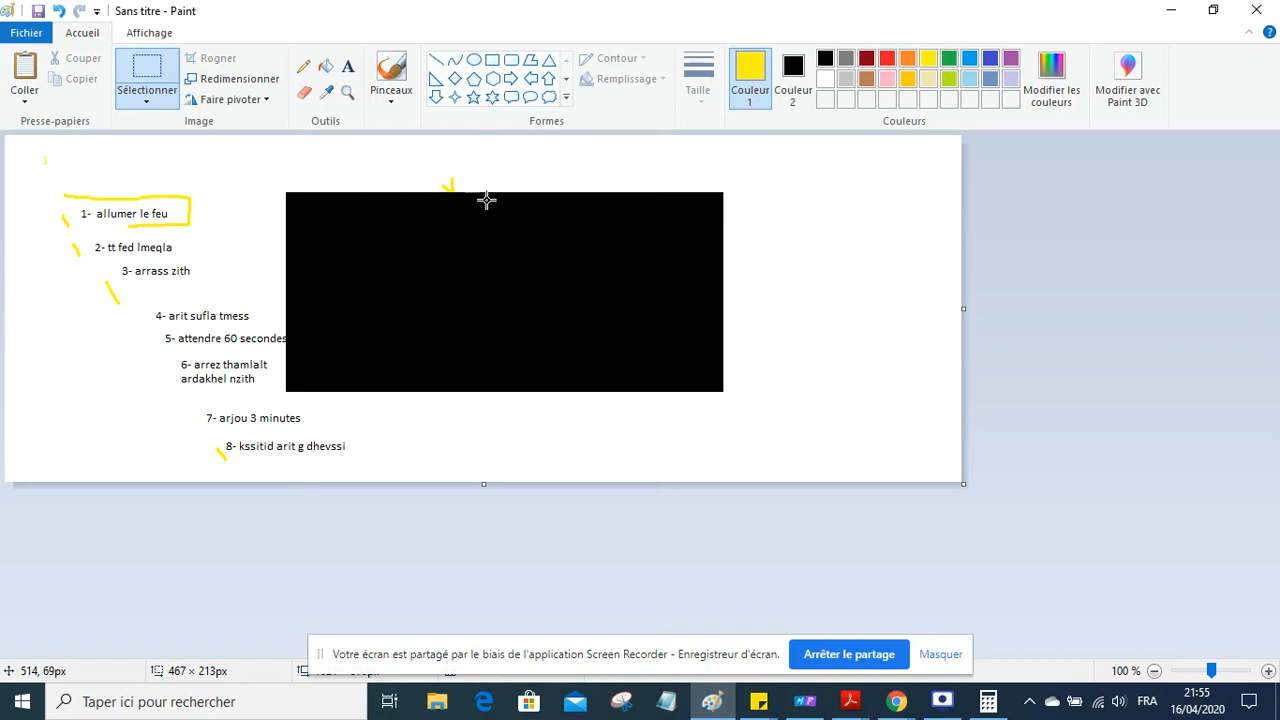 Sans titre - Paint
Fichier
Accueil
Affichage
Coller
Couper
Copier
Presse-papiers
Sélectionner
Rogner
Redimensionner
Faire pivoter
Image
A
Outils
Pinceaux
Contour
Remplissage
Formes
Taille
Couleur
1
Couleur
2
Modifier les
couleurs
Couleurs
Modifier avec
Paint 3D
1
1- allumer le feu
2- tt fed lmeqla
3- arrass zith
4- arit sufla tmess
5- attendre 60 secondes
6- arrez thamlalt
ardakhel nzith
7- arjou 3 minutes
8- kssitid arit g dhevssi
Votre écran est partagé par le biais de l'application Screen Recorder - Enregistreur d'écran.
Arrêter le partage
Masquer
514, 69px
467 × 213px
100 %
Taper ici pour rechercher
FRA
21:55
16/04/2020